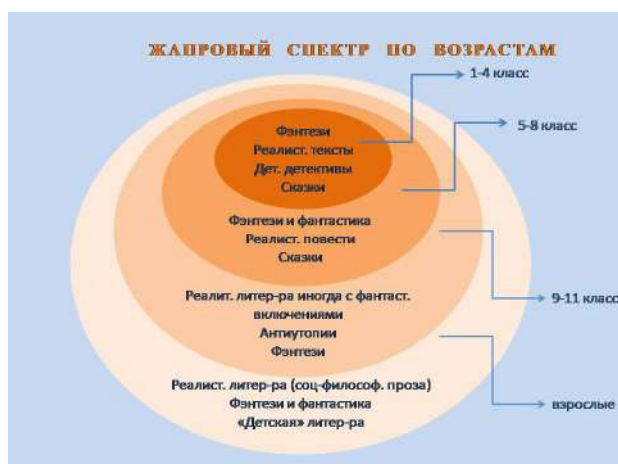 ЖАНРОВЫЙ СПЕКТР ПО ВОЗРАСТАМ
1-4 класс
5-8 класс
Фэнтези
Реалист. тексты
Дет. детективы
Сказки
Фэнтези и фантастика
Реалист. повести
Сказки
9-11 класс
Реалит. литер-ра иногда с фантаст.
включениями
Антиутопии
Фэнтези
Реалист. литер-ра (соц-философ. проза)
Фэнтези и фантастика
«Детская» литер-ра
взрослые